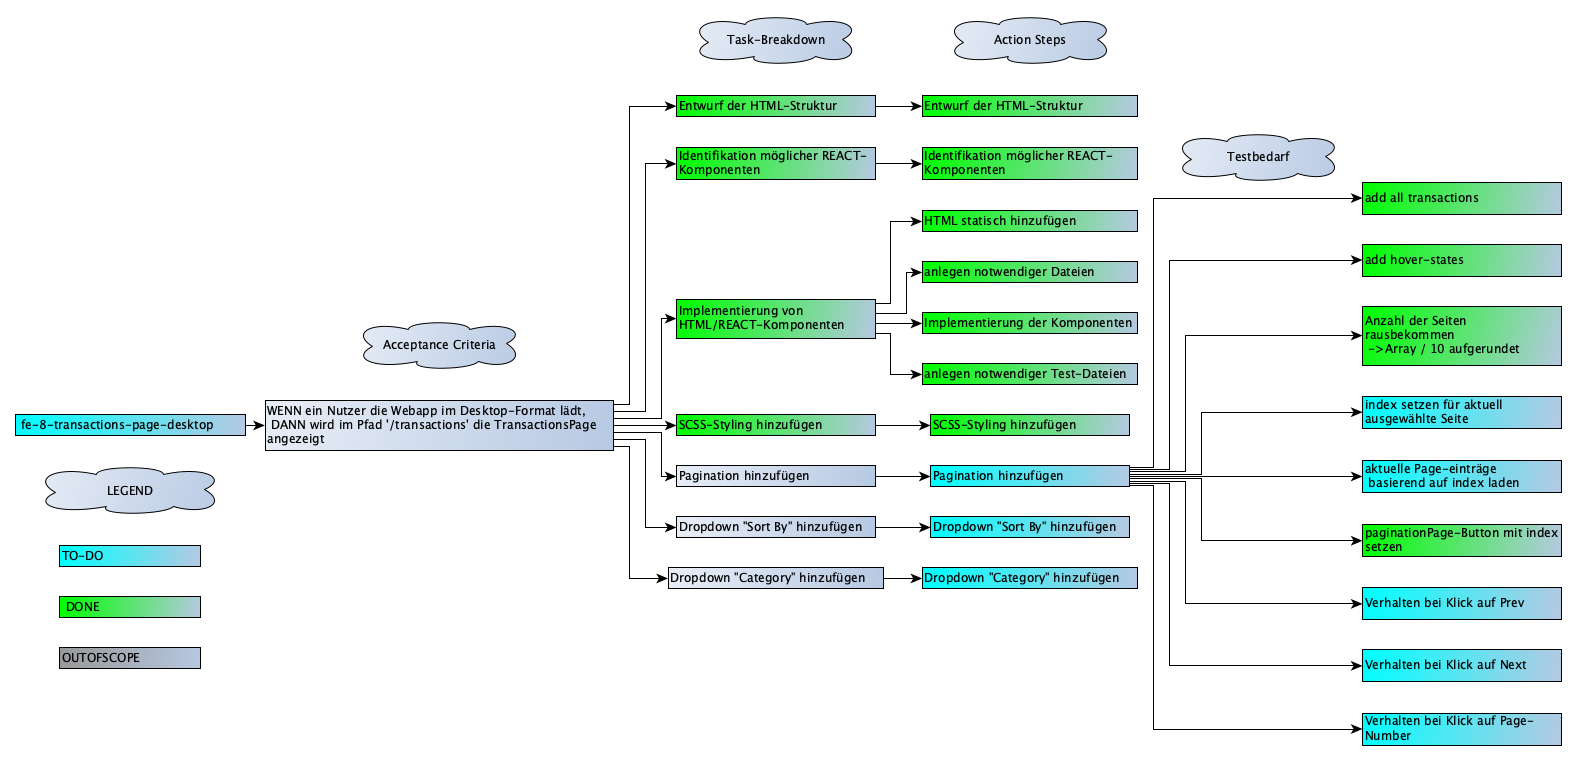 Task-Breakdown
Action Steps
Entwurf der HTML-Struktur
Entwurf der HTML-Struktur
Testbedarf
Identifikation möglicher REACT-
Komponenten
Identifikation möglicher REACT-
Komponenten
add all transactions
HTML statisch hinzufügen
add hover-states
anlegen notwendiger Dateien
Implementierung von
HTML/REACT-Komponenten
Implementierung der Komponenten
Anzahl der Seiten
rausbekommen
->Array / 10 aufgerundet
Acceptance Criteria
anlegen notwendiger Test-Dateien
fe-8-transactions-page-desktop
WENN ein Nutzer die Webapp im Desktop-Format lädt,
DANN wird im Pfad '/transactions' die TransactionsPage
angezeigt
SCSS-Styling hinzufügen
SCSS-Styling hinzufügen
index setzen für aktuell
ausgewählte Seite
Pagination hinzufügen
Pagination hinzufügen
aktuelle Page-einträge
basierend auf index laden
LEGEND
Dropdown "Sort By" hinzufügen
Dropdown "Sort By" hinzufügen
paginationPage-Button mit index
setzen
TO-DO
Dropdown "Category" hinzufügen
Dropdown "Category" hinzufügen
DONE
Verhalten bei Klick auf Prev
OUTOFSCOPE
Verhalten bei Klick auf Next
Verhalten bei Klick auf Page-
Number